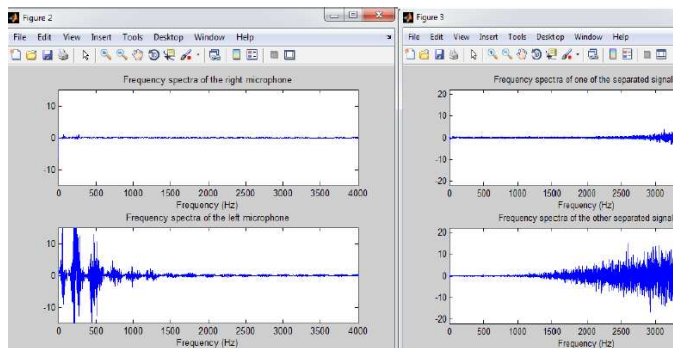 Figure 2
File Edit View Insert Tools Desktop Window Help
Frequency spectra of the right microphone
10
0
-10
0 500 1000 1500 2000 2500 3000 3500 4000
Frequency (Hz)
Frequency spectra of the left microphone
10
0
-10
0 500 1000 1500 2000 2500 3000 3500 4000
Frequency (Hz)
Figure 3
File Edit View Insert Tools Desktop Window Help
Frequency spectra of one of the separated signal
20
10
0
-10
-20
0 500 1000 1500 2000 2500 3000
Frequency (Hz)
Frequency spectra of the other separated signal
20
10
0
-10
-20
0 500 1000 1500 2000 2500 3000
Frequency (Hz)